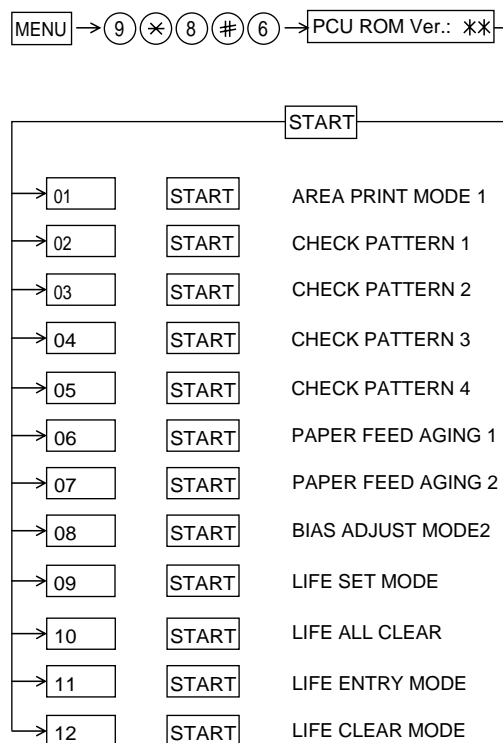 MENU 9 * 8 # 6 PCU ROM Ver.: **
START
01 START AREA PRINT MODE 1
02 START CHECK PATTERN 1
03 START CHECK PATTERN 2
04 START CHECK PATTERN 3
05 START CHECK PATTERN 4
06 START PAPER FEED AGING 1
07 START PAPER FEED AGING 2
08 START BIAS ADJUST MODE2
09 START LIFE SET MODE
10 START LIFE ALL CLEAR
11 START LIFE ENTRY MODE
12 START LIFE CLEAR MODE